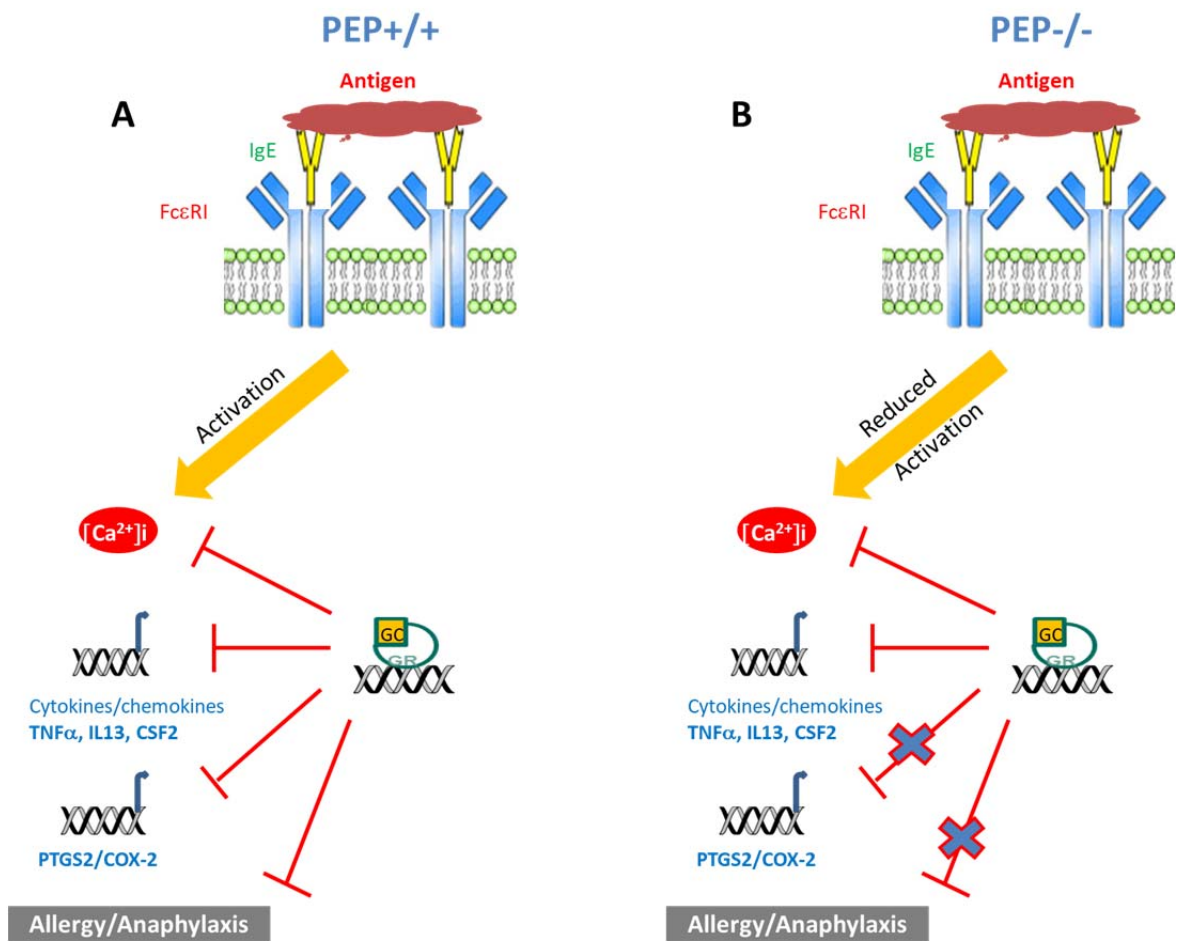 PEP+/+
PEP-/-
A
Antigen
IgE
FcεRI
Activation
[Ca²⁺]i
GC
GR
Cytokines/chemokines
TNFα, IL13, CSF2
PTGS2/COX-2
Allergy/Anaphylaxis
B
Antigen
IgE
FcεRI
Reduced
Activation
[Ca²⁺]i
GC
GR
Cytokines/chemokines
TNFα, IL13, CSF2
PTGS2/COX-2
Allergy/Anaphylaxis